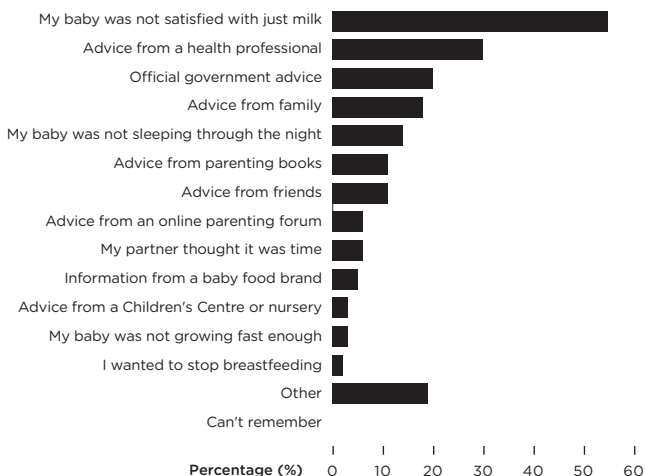 My baby was not satisfied with just milk
Advice from a health professional
Official government advice
Advice from family
My baby was not sleeping through the night
Advice from parenting books
Advice from friends
Advice from an online parenting forum
My partner thought it was time
Information from a baby food brand
Advice from a Children's Centre or nursery
My baby was not growing fast enough
I wanted to stop breastfeeding
Other
Can't remember
Percentage (%) 0 10 20 30 40 50 60